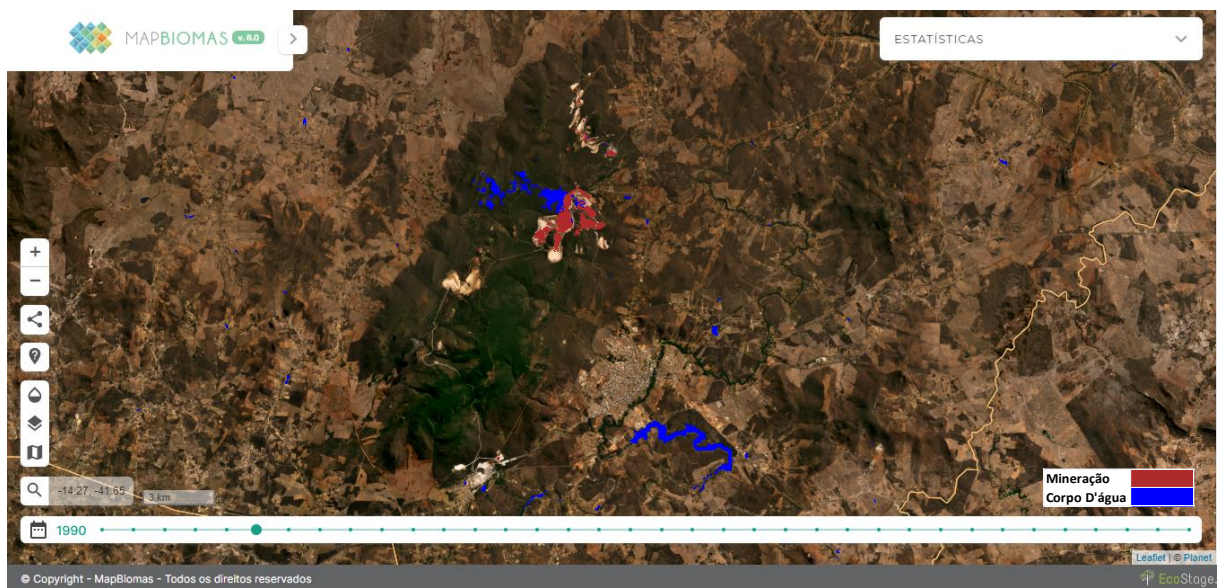 MAPBIOMAS v. 6.0
ESTATÍSTICAS
+
−
-14.27, -41.65
3 km
Mineração
Corpo D'água
1990
Leaflet | © Planet
© Copyright - MapBiomas - Todos os direitos reservados
EcoStage